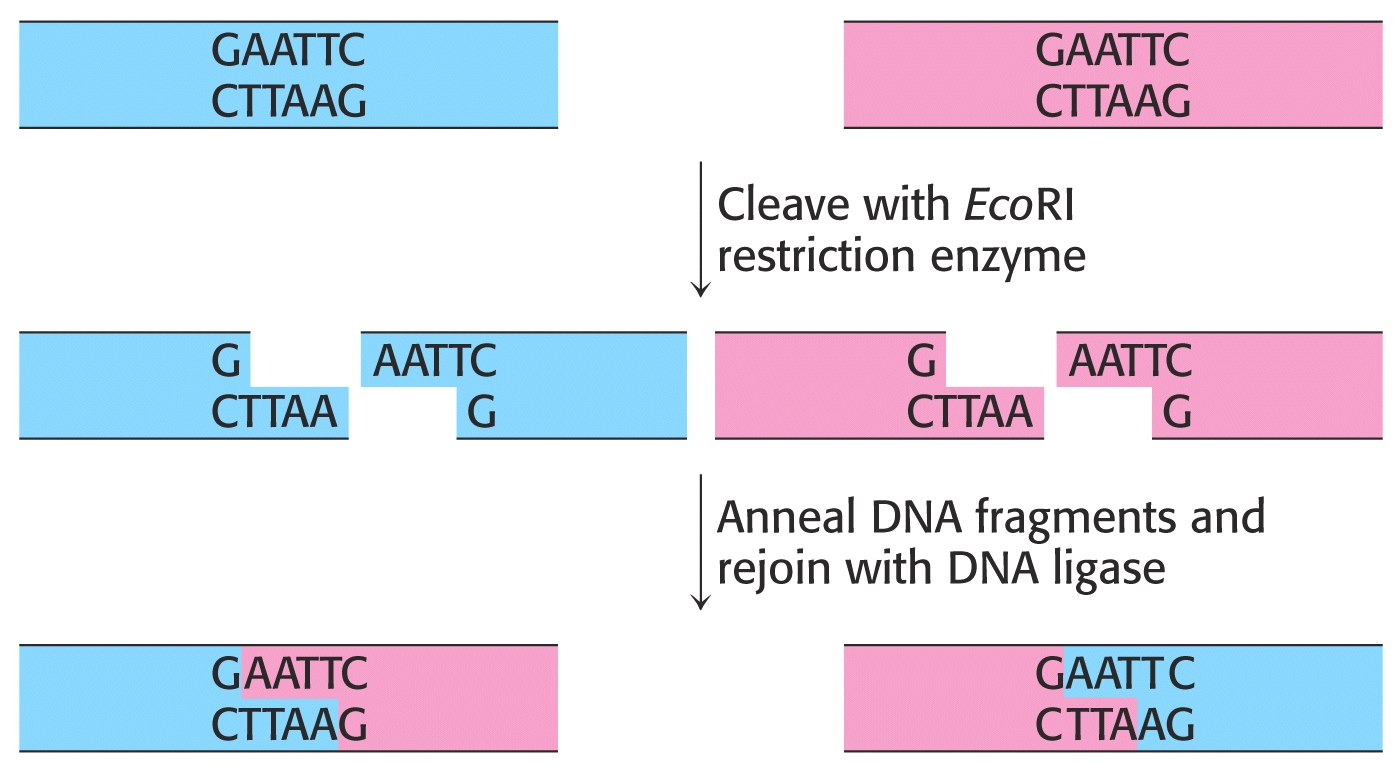 GAATTC
CTTAAG
GAATTC
CTTAAG
Cleave with EcoRI
restriction enzyme
G AATTC
CTTAA G
G AATTC
CTTAA G
Anneal DNA fragments and
rejoin with DNA ligase
GAATTC
CTTAAG
GAATTC
CTTAAG